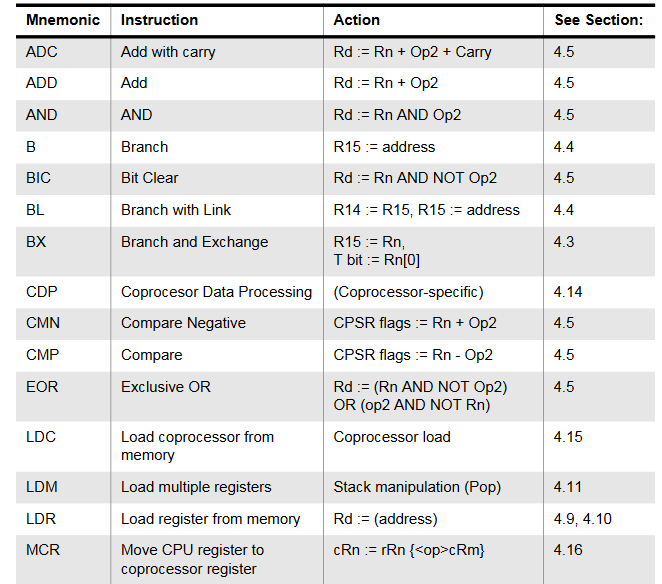 Mnemonic Instruction Action See Section:
ADC Add with carry Rd := Rn + Op2 + Carry 4.5
ADD Add Rd := Rn + Op2 4.5
AND AND Rd := Rn AND Op2 4.5
B Branch R15 := address 4.4
BIC Bit Clear Rd := Rn AND NOT Op2 4.5
BL Branch with Link R14 := R15, R15 := address 4.4
BX Branch and Exchange R15 := Rn, 4.3
T bit := Rn[0]
CDP Coprocesor Data Processing (Coprocessor-specific) 4.14
CMN Compare Negative CPSR flags := Rn + Op2 4.5
CMP Compare CPSR flags := Rn - Op2 4.5
EOR Exclusive OR Rd := (Rn AND NOT Op2) 4.5
OR (op2 AND NOT Rn)
LDC Load coprocessor from Coprocessor load 4.15
memory
LDM Load multiple registers Stack manipulation (Pop) 4.11
LDR Load register from memory Rd := (address) 4.9, 4.10
MCR Move CPU register to cRn := rRn {<op>cRm} 4.16
coprocessor register